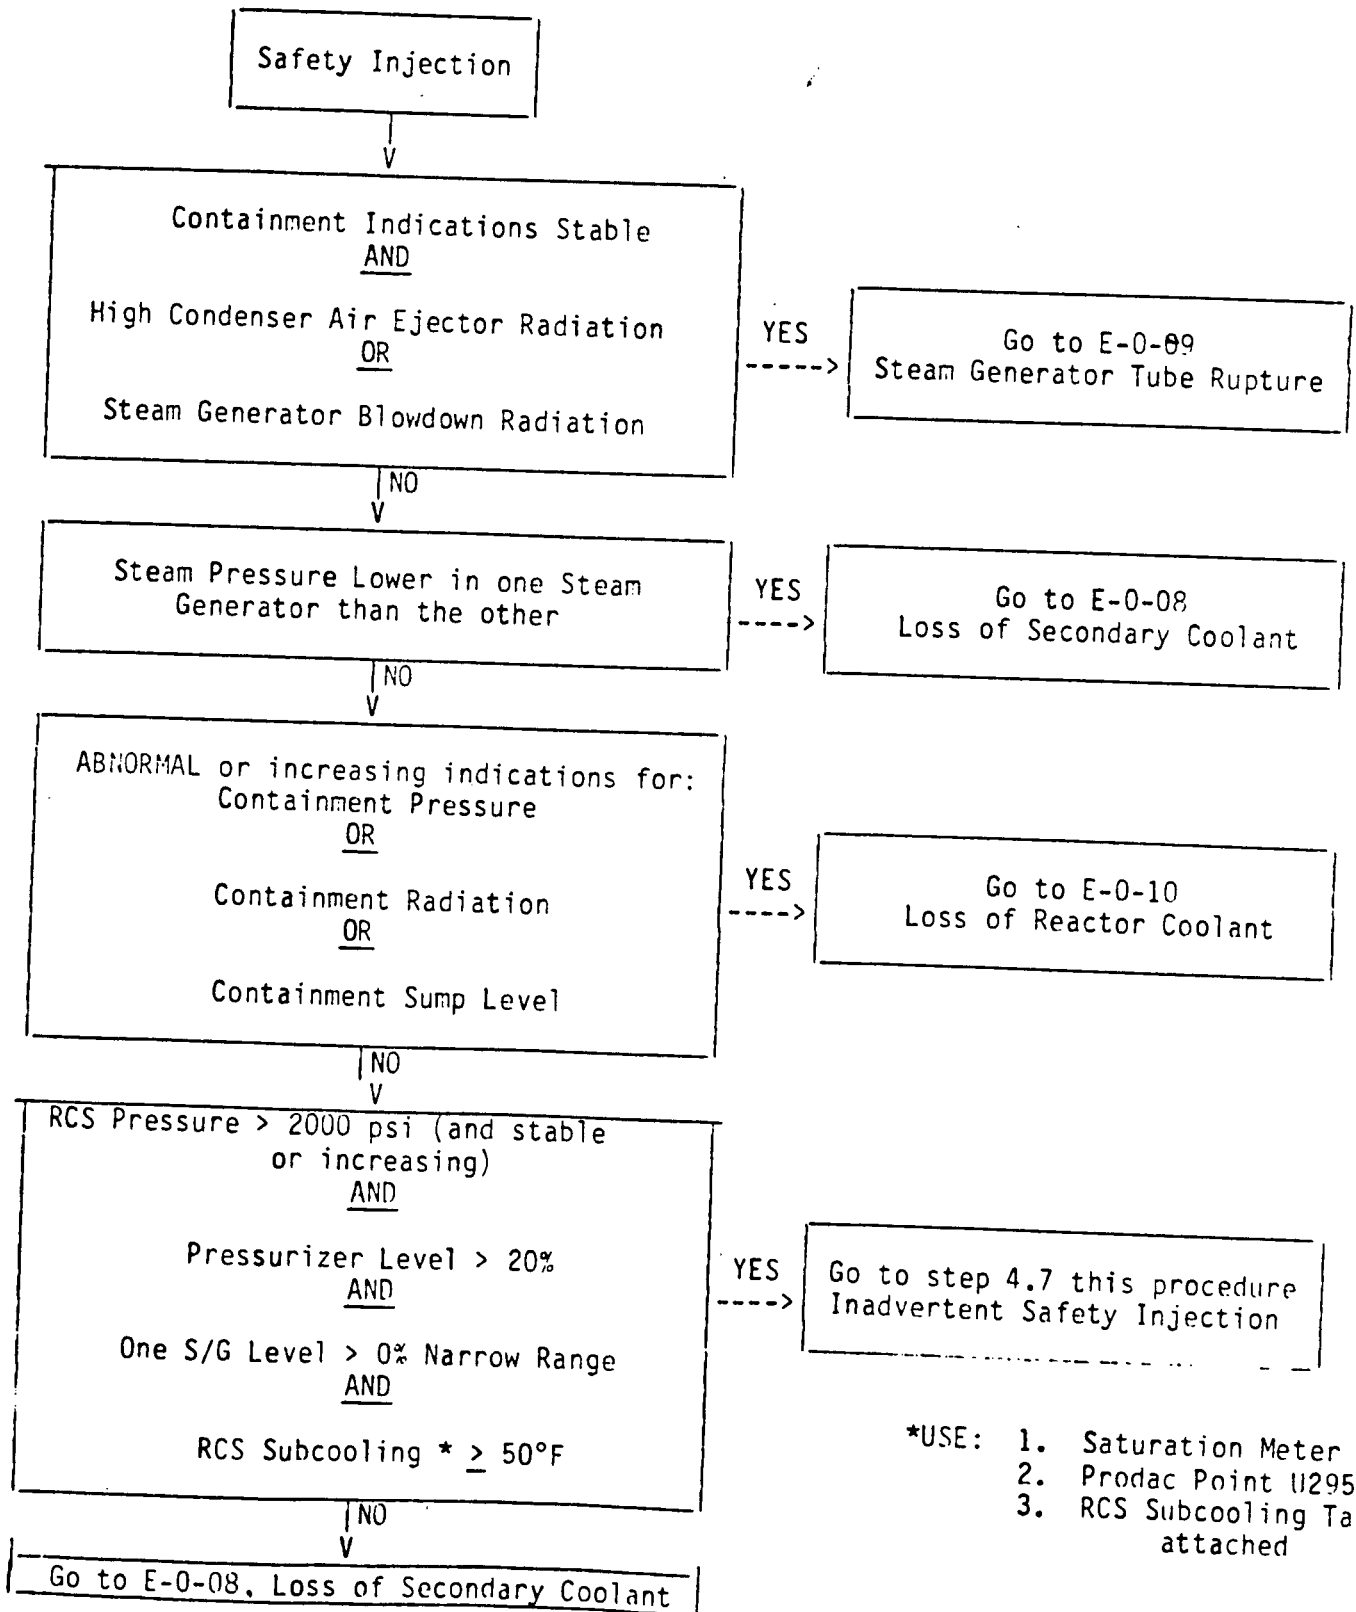 Safety Injection
V
Containment Indications Stable
AND
High Condenser Air Ejector Radiation
OR
Steam Generator Blowdown Radiation
YES
----->
Go to E-0-09
Steam Generator Tube Rupture
NO
V
Steam Pressure Lower in one Steam
Generator than the other
YES
---->
Go to E-0-08
Loss of Secondary Coolant
NO
V
ABNORMAL or increasing indications for:
Containment Pressure
OR
Containment Radiation
OR
Containment Sump Level
YES
---->
Go to E-0-10
Loss of Reactor Coolant
NO
V
RCS Pressure > 2000 psi (and stable
or increasing)
AND
Pressurizer Level > 20%
AND
One S/G Level > 0% Narrow Range
AND
RCS Subcooling * ≥ 50°F
YES
---->
Go to step 4.7 this procedure
Inadvertent Safety Injection
*USE: 1. Saturation Meter
2. Prodac Point U295
3. RCS Subcooling Ta
attached
NO
V
Go to E-0-08, Loss of Secondary Coolant